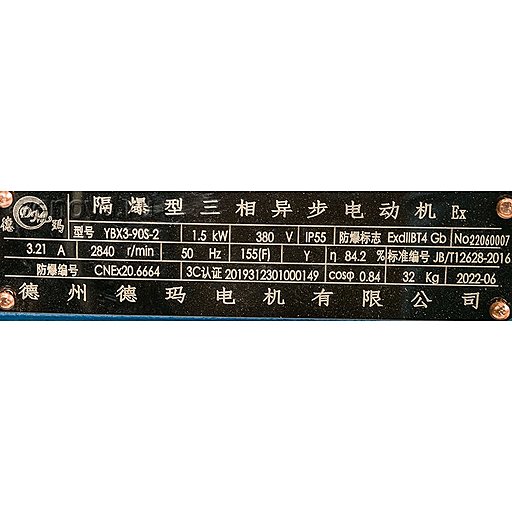 隔爆型三相异步电动机 Ex
德玛
型号 YBX3-90S-2 1.5 kW 380 V IP55 防爆标志 ExdIIBT4 Gb No22060007
3.21 A 2840 r/min 50 Hz 155(F) Y η 84.2 % 标准编号 JB/T12628-2016
防爆编号 CNEx20.6664 3C认证 2019312301000149 cosφ 0.84 32 Kg 2022-06
德州德玛电机有限公司